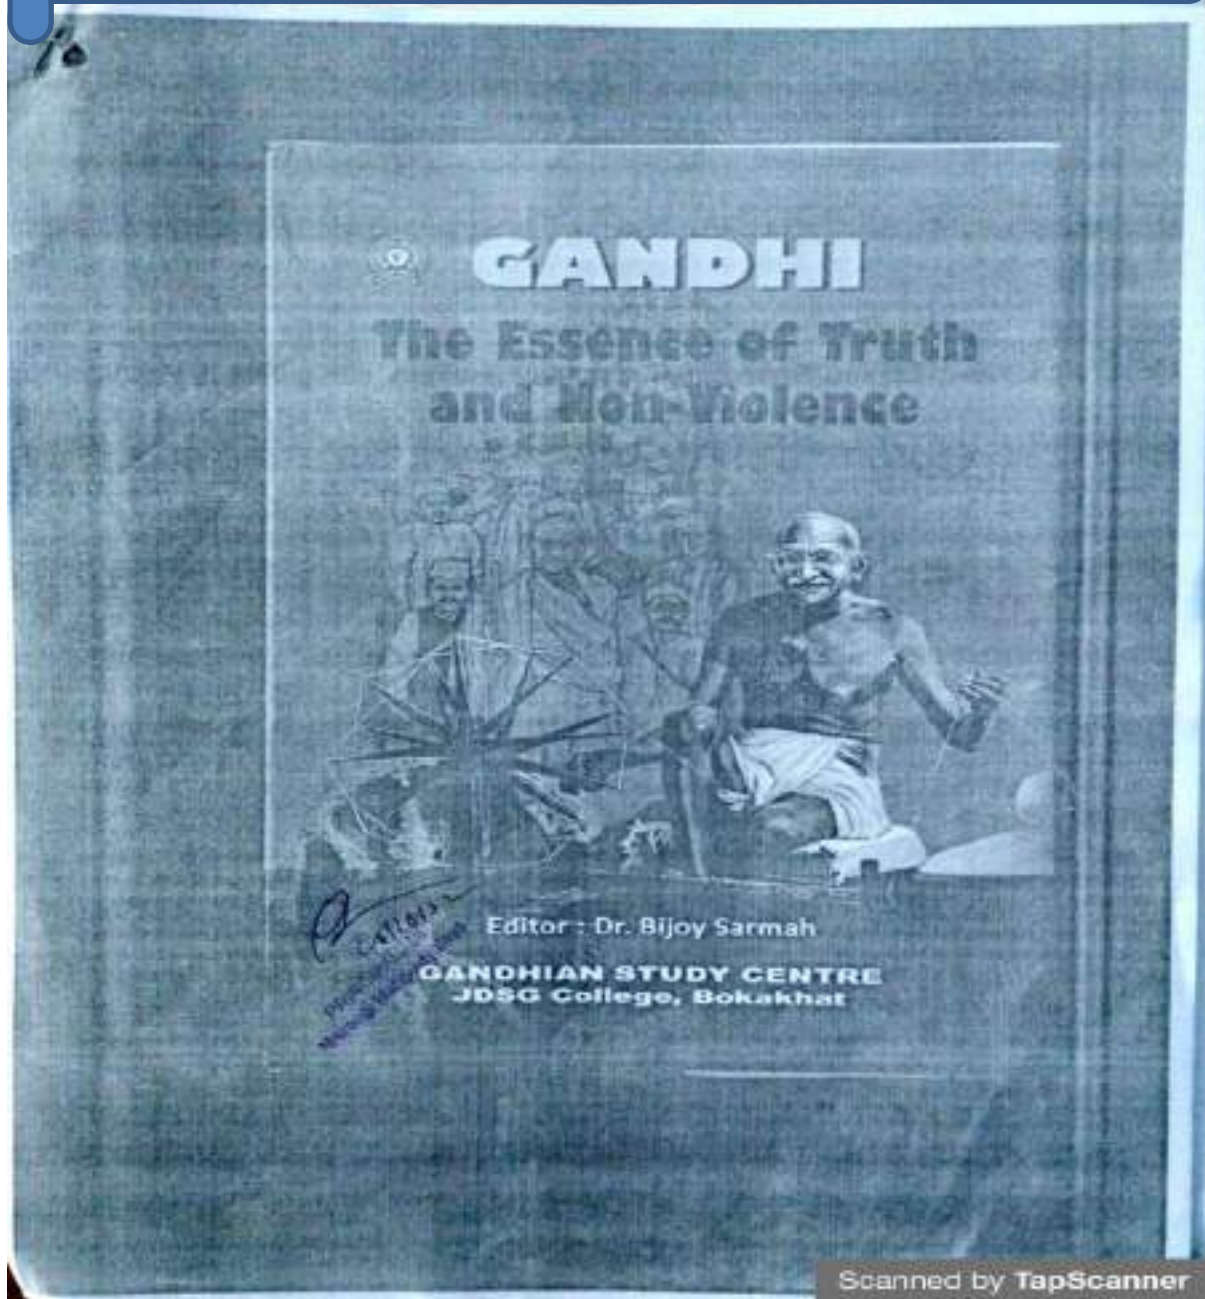 GANDHI
The Essence of Truth
and Non-Violence
Editor : Dr. Bijoy Sarmah
GANDHIAN STUDY CENTRE
JDSG College, Bokakhat
Scanned by TapScanner